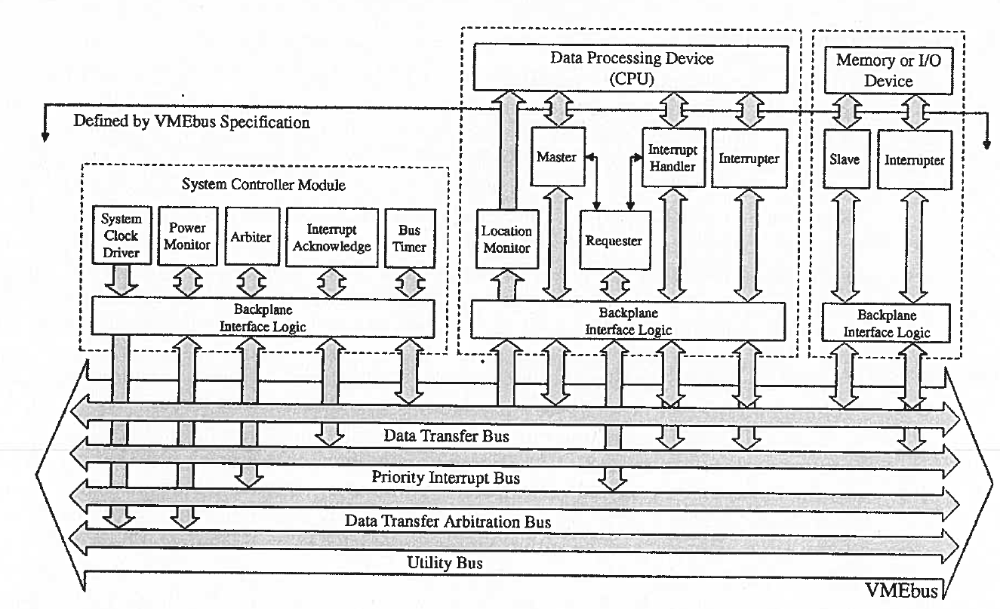 Data Processing Device
(CPU)
Memory or I/O
Device
Defined by VMEbus Specification
Master
Interrupt
Handler
Interrupter
Slave
Interrupter
System Controller Module
System
Clock
Driver
Power
Monitor
Arbiter
Interrupt
Acknowledge
Bus
Timer
Location
Monitor
Requester
Backplane
Interface Logic
Backplane
Interface Logic
Backplane
Interface Logic
Data Transfer Bus
Priority Interrupt Bus
Data Transfer Arbitration Bus
Utility Bus
VMEbus